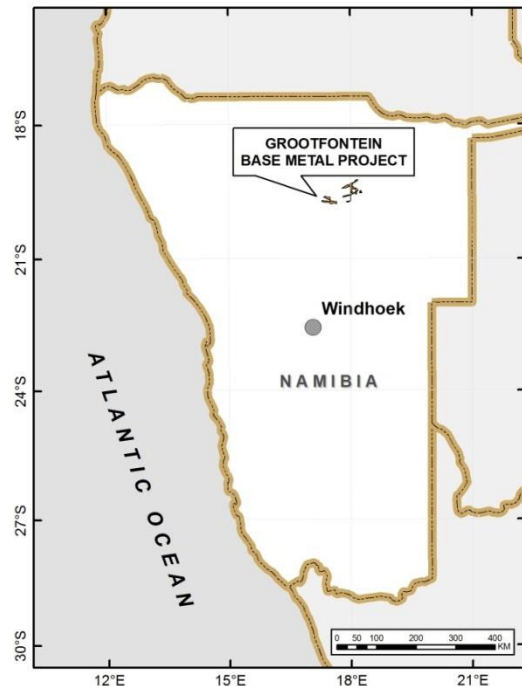 GROOTFONTEIN
BASE METAL PROJECT
Windhoek
NAMIBIA
ATLANTIC OCEAN
18°S
21°S
24°S
27°S
30°S
12°E
15°E
18°E
21°E
0 50 100 200 300 400
KM